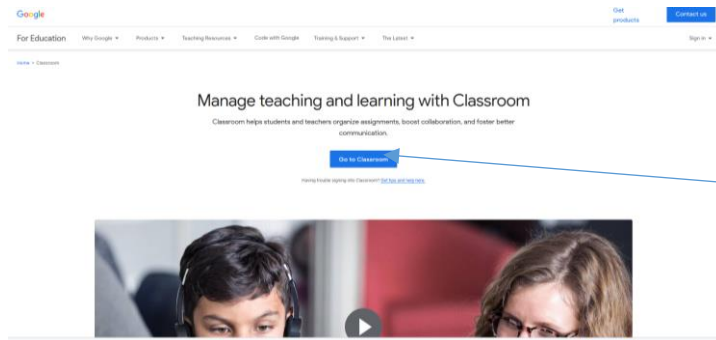 Google
Get
products
Contact us
For Education Why Google Products Teaching Resources Code with Google Training & Support The Latest Sign in
Home > Classroom
Manage teaching and learning with Classroom
Classroom helps students and teachers organize assignments, boost collaboration, and foster better
communication.
Go to Classroom
Having trouble signing into Classroom? Get tips and help here.